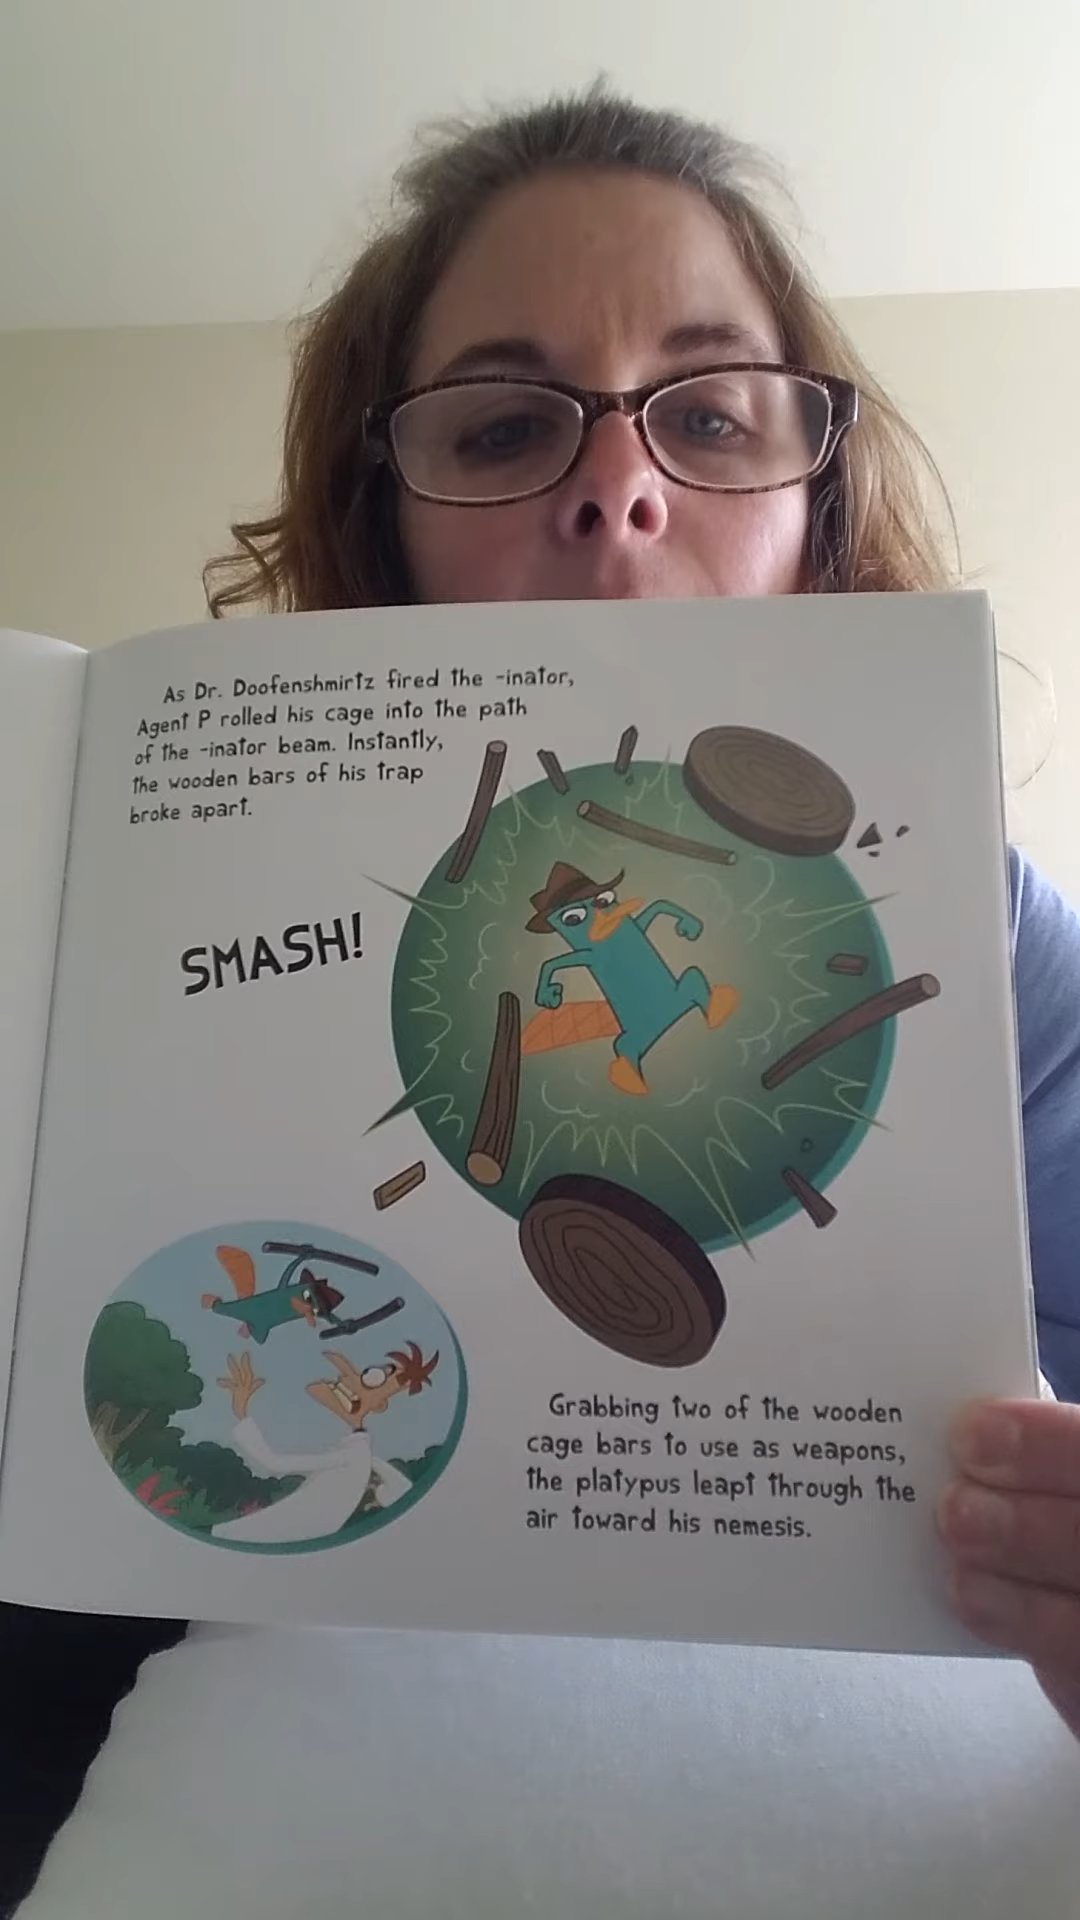 As Dr. Doofenshmirtz fired the -inator,
Agent P rolled his cage into the path
of the -inator beam. Instantly,
the wooden bars of his trap
broke apart.
SMASH!
Grabbing two of the wooden
cage bars to use as weapons,
the platypus leapt through the
air toward his nemesis.